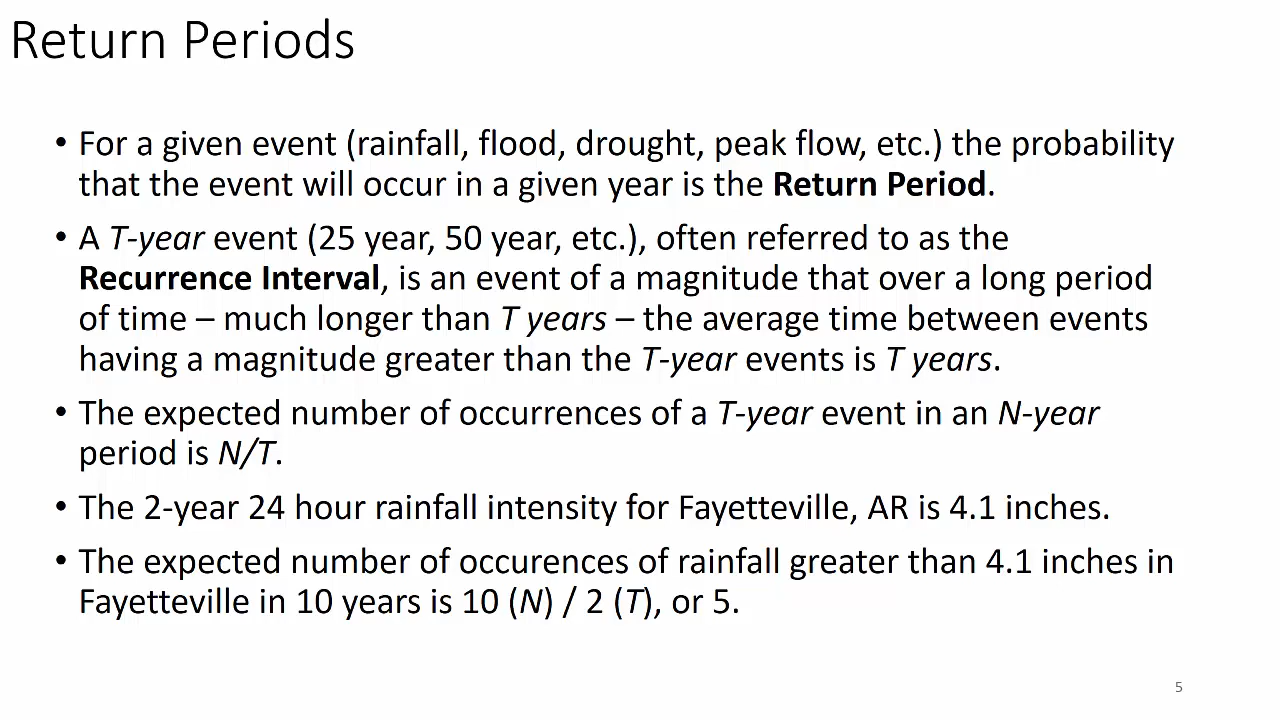 Return Periods
• For a given event (rainfall, flood, drought, peak flow, etc.) the probability
that the event will occur in a given year is the Return Period.
• A T-year event (25 year, 50 year, etc.), often referred to as the
Recurrence Interval, is an event of a magnitude that over a long period
of time – much longer than T years – the average time between events
having a magnitude greater than the T-year events is T years.
• The expected number of occurrences of a T-year event in an N-year
period is N/T.
• The 2-year 24 hour rainfall intensity for Fayetteville, AR is 4.1 inches.
• The expected number of occurences of rainfall greater than 4.1 inches in
Fayetteville in 10 years is 10 (N) / 2 (T), or 5.
5